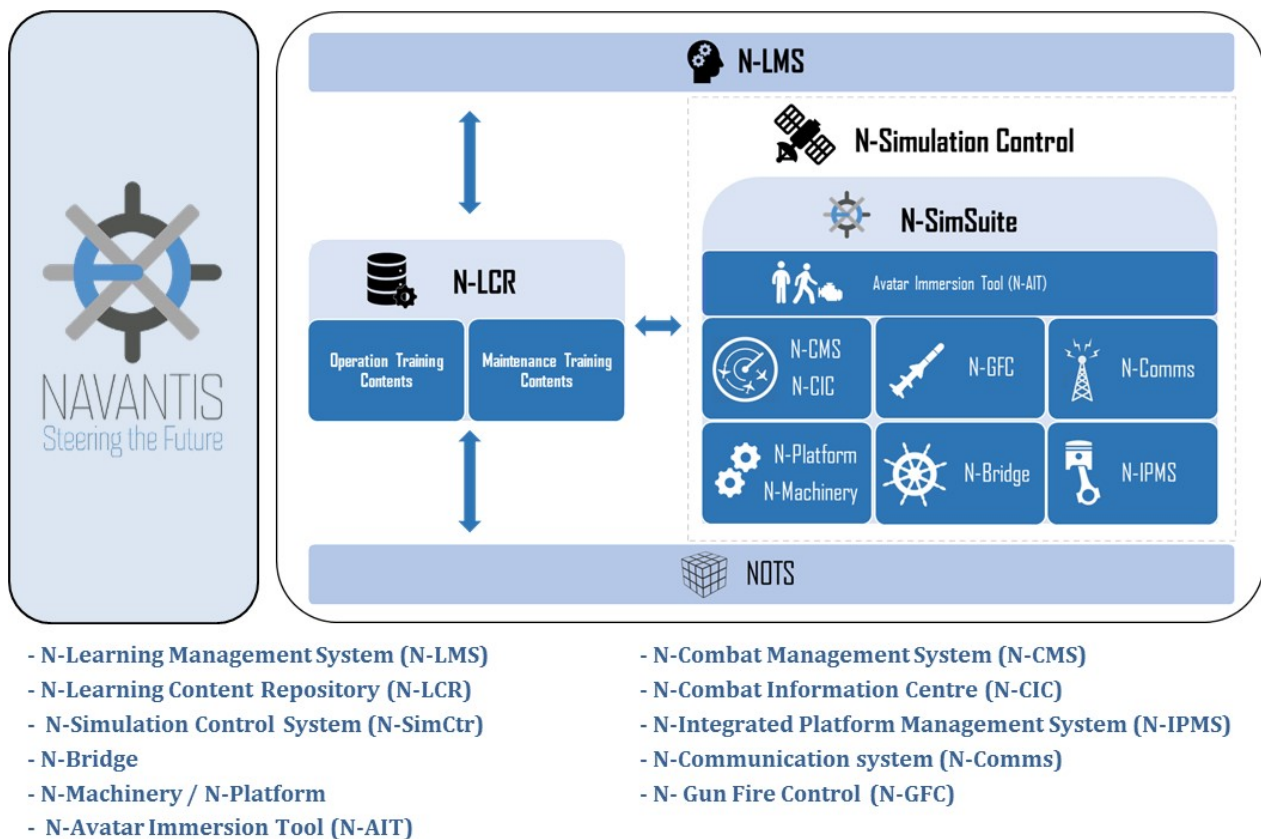 NAVANTIS
Steering the Future
N-LMS
N-Simulation Control
N-SimSuite
Avatar Immersion Tool (N-AIT)
N-LCR
Operation Training
Contents
Maintenance Training
Contents
N-CMS
N-CIC
N-GFC
N-Comms
N-Platform
N-Machinery
N-Bridge
N-IPMS
NOTS
- N-Learning Management System (N-LMS)
- N-Learning Content Repository (N-LCR)
- N-Simulation Control System (N-SimCtr)
- N-Bridge
- N-Machinery / N-Platform
- N-Avatar Immersion Tool (N-AIT)
- N-Combat Management System (N-CMS)
- N-Combat Information Centre (N-CIC)
- N-Integrated Platform Management System (N-IPMS)
- N-Communication system (N-Comms)
- N- Gun Fire Control (N-GFC)